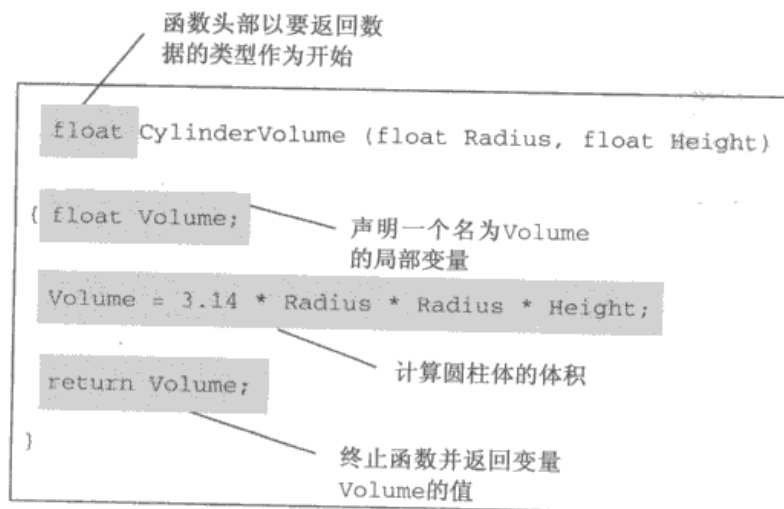 函数头部以要返回数
据的类型作为开始
float CylinderVolume (float Radius, float Height)
{ float Volume;
声明一个名为Volume
的局部变量
Volume = 3.14 * Radius * Radius * Height;
计算圆柱体的体积
return Volume;
}
终止函数并返回变量
Volume的值